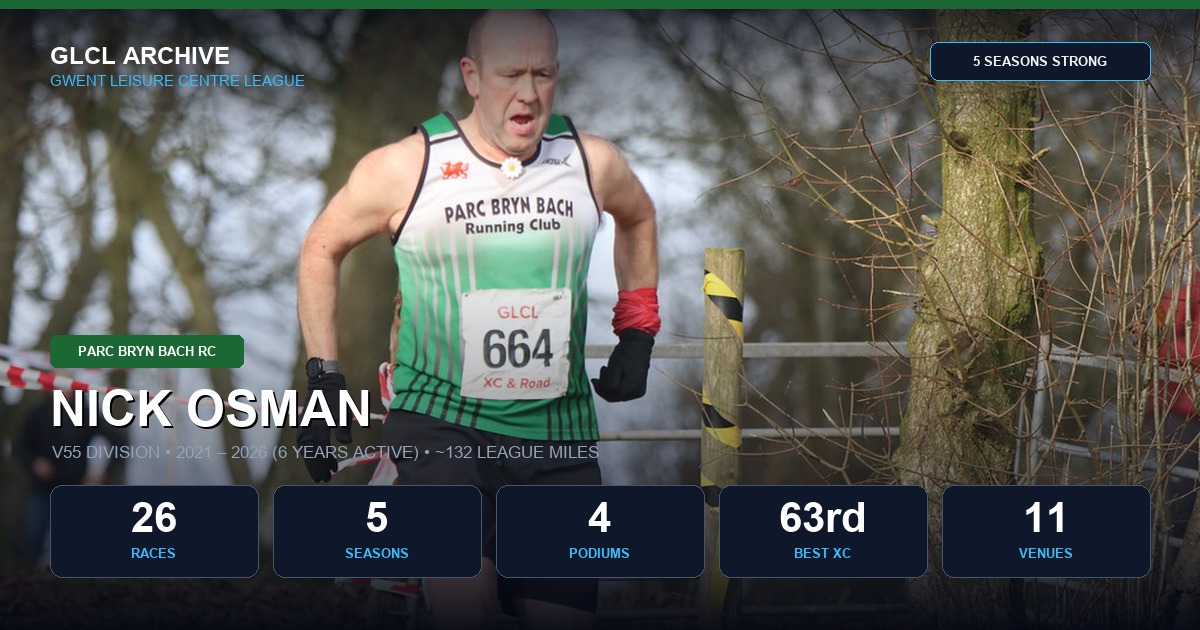 GLCL ARCHIVE
GWENT LEISURE CENTRE LEAGUE
5 SEASONS STRONG
PARC BRYN BACH
Running Club
GLCL
664
XC & Road
PARC BRYN BACH RC
NICK OSMAN
V55 DIVISION • 2021 – 2026 (6 YEARS ACTIVE) • ~132 LEAGUE MILES
26
RACES
5
SEASONS
4
PODIUMS
63rd
BEST XC
11
VENUES